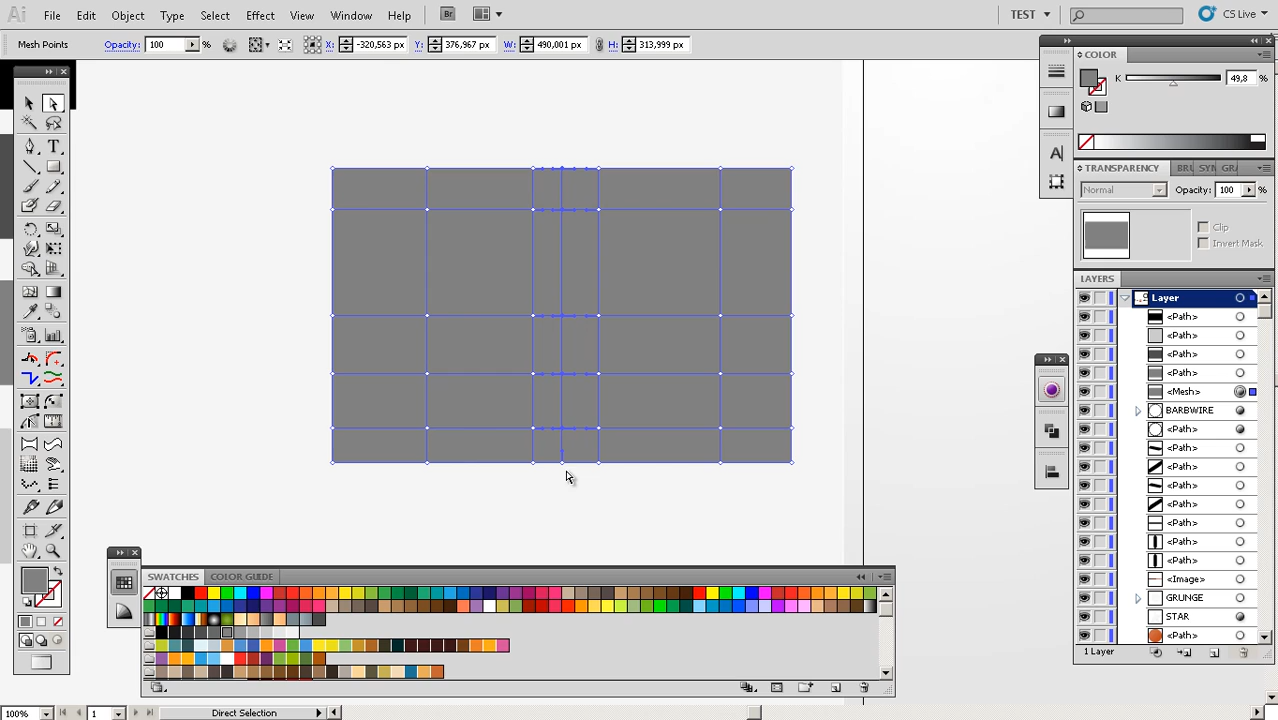 Ai File Edit Object Type Select Effect View Window Help Br TEST CS Live
Mesh Points Opacity: 100 % X: -320,563 px Y: 376,967 px W: 490,001 px H: 313,999 px
COLOR
K 49,8 %
TRANSPARENCY BRU SYN GRA
Normal Opacity: 100 %
Clip
Invert Mask
LAYERS
Layer
<Path>
<Path>
<Path>
<Path>
<Mesh>
BARBWIRE
<Path>
<Path>
<Path>
<Path>
<Path>
<Path>
<Path>
<Path>
<Image>
GRUNGE
STAR
<Path>
1 Layer
SWATCHES COLOR GUIDE
100% 1 Direct Selection